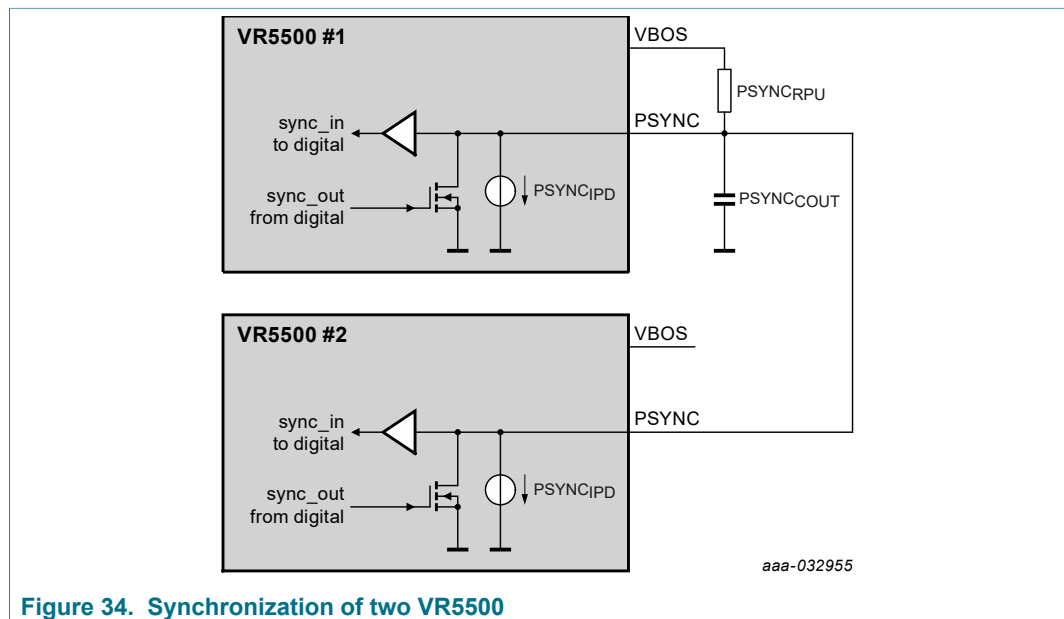 VR5500 #1
VBOS
PSYNCRPU
PSYNC
sync_in
to digital
sync_out
from digital
PSYNCIPD
PSYNCCOUT
VR5500 #2
VBOS
PSYNC
sync_in
to digital
sync_out
from digital
PSYNCIPD
aaa-032955
Figure 34. Synchronization of two VR5500